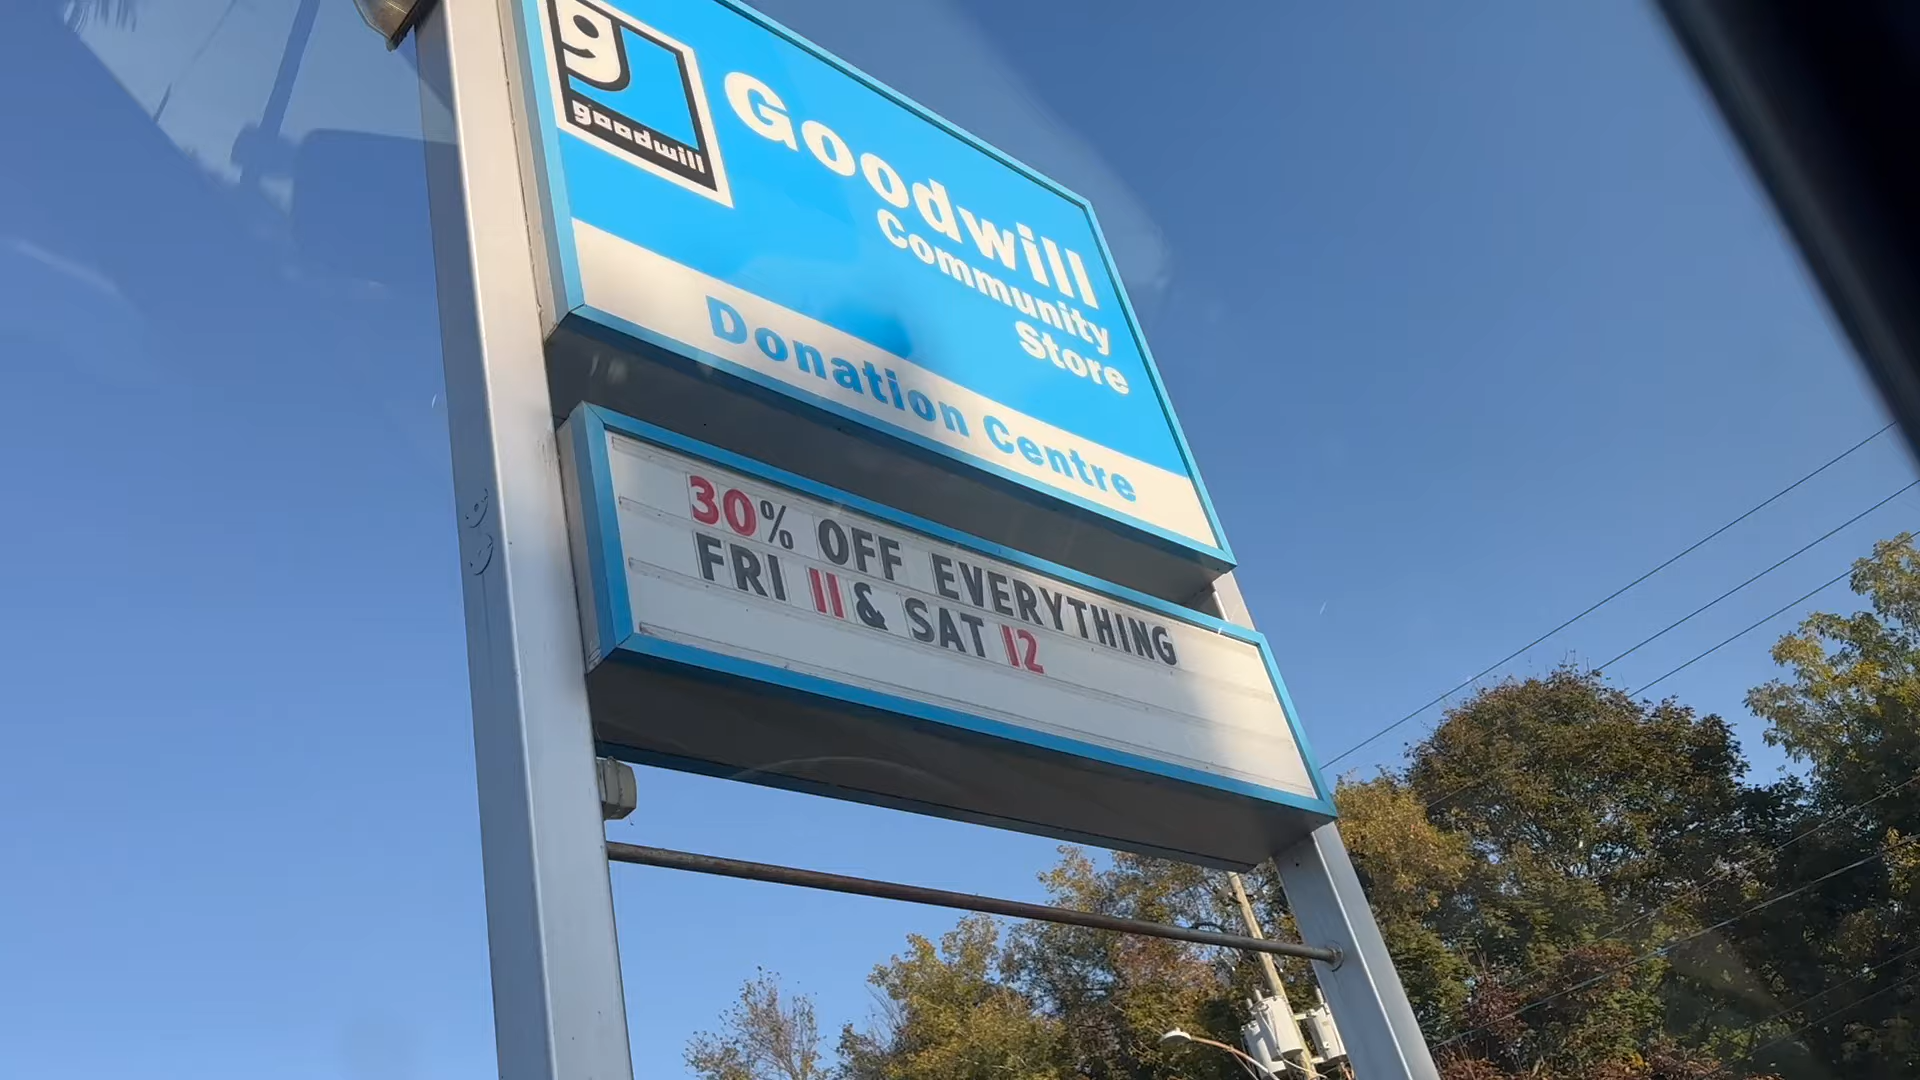 g
goodwill
Goodwill
Community
Store
Donation Centre
30% OFF EVERYTHING
FRI 11 & SAT 12